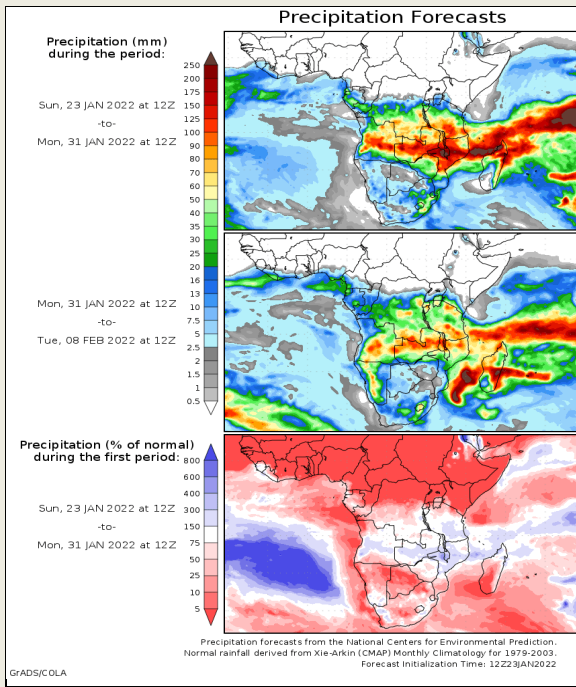 Precipitation Forecasts
Precipitation (mm)
during the period:
Sun, 23 JAN 2022 at 12Z
-to-
Mon, 31 JAN 2022 at 12Z
250
200
175
150
125
100
90
80
70
60
50
40
35
30
25
20
16
13
10
7.5
5
2.5
2
1.5
1
0.5
Mon, 31 JAN 2022 at 12Z
-to-
Tue, 08 FEB 2022 at 12Z
Precipitation (% of normal)
during the first period:
Sun, 23 JAN 2022 at 12Z
-to-
Mon, 31 JAN 2022 at 12Z
800
600
400
300
150
75
50
25
10
5
Precipitation forecasts from the National Centers for Environmental Prediction.
Normal rainfall derived from Xie-Arkin (CMAP) Monthly Climatology for 1979-2003.
Forecast Initialization Time: 12Z23JAN2022
GrADS/COLA